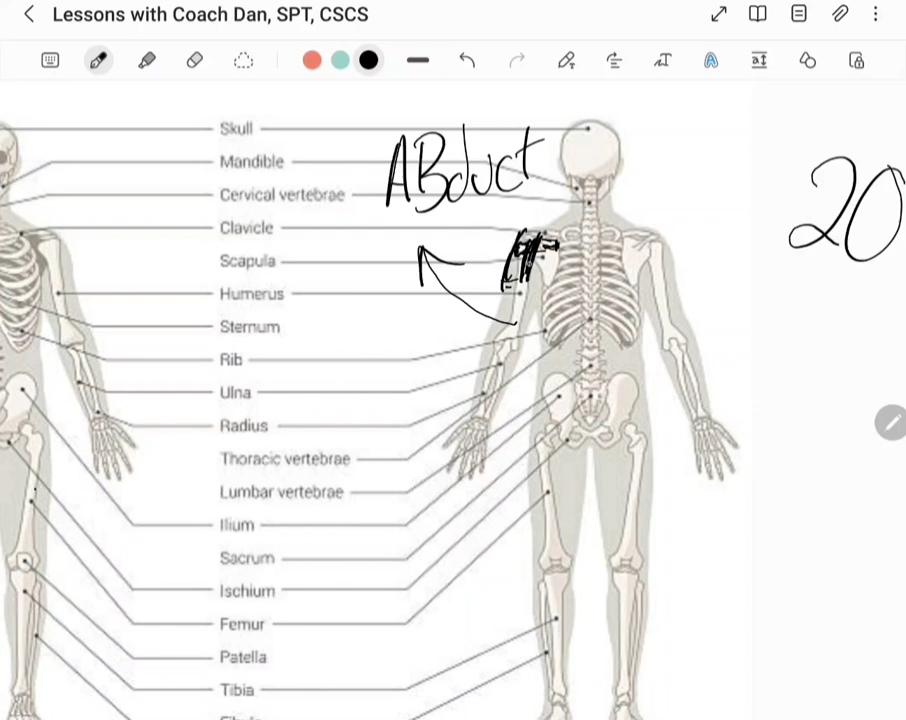 Lessons with Coach Dan, SPT, CSCS
Skull
ABduct
Mandible
20
Cervical vertebrae
Clavicle
Scapula
Humerus
Sternum
Rib
Ulna
Radius
Thoracic vertebrae
Lumbar vertebrae
Ilium
Sacrum
Ischium
Femur
Patella
Tibia
Fibula